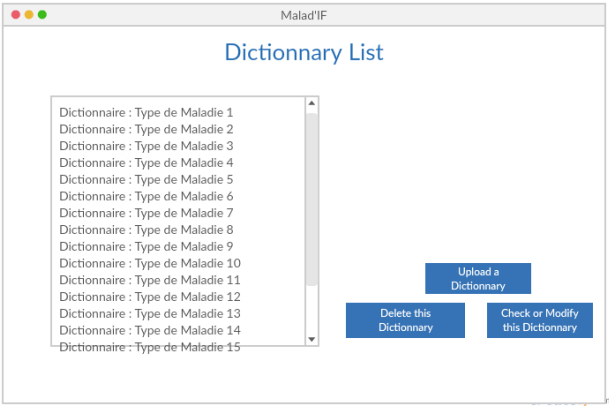 Malad'IF
Dictionnary List
Dictionnaire : Type de Maladie 1
Dictionnaire : Type de Maladie 2
Dictionnaire : Type de Maladie 3
Dictionnaire : Type de Maladie 4
Dictionnaire : Type de Maladie 5
Dictionnaire : Type de Maladie 6
Dictionnaire : Type de Maladie 7
Dictionnaire : Type de Maladie 8
Dictionnaire : Type de Maladie 9
Dictionnaire : Type de Maladie 10
Dictionnaire : Type de Maladie 11
Dictionnaire : Type de Maladie 12
Dictionnaire : Type de Maladie 13
Dictionnaire : Type de Maladie 14
Dictionnaire : Type de Maladie 15
Upload a
Dictionnary
Delete this
Dictionnary
Check or Modify
this Dictionnary